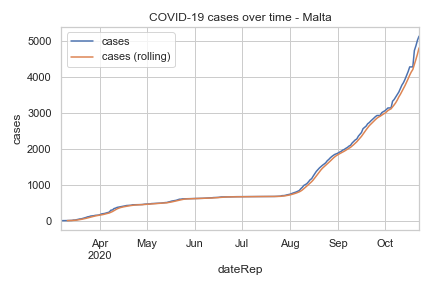 COVID-19 cases over time - Malta
cases
cases (rolling)
5000
4000
3000
2000
1000
0
cases
Apr May Jun Jul Aug Sep Oct
2020
dateRep